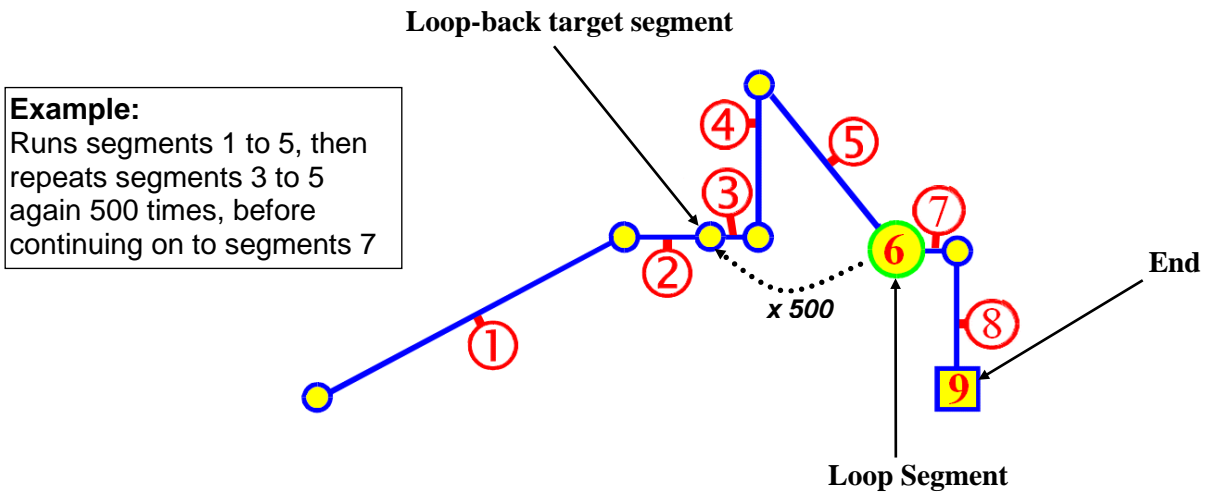 Loop-back target segment
Example:
Runs segments 1 to 5, then
repeats segments 3 to 5
again 500 times, before
continuing on to segments 7
4
5
3
7
6
2
End
x 500
8
1
9
Loop Segment